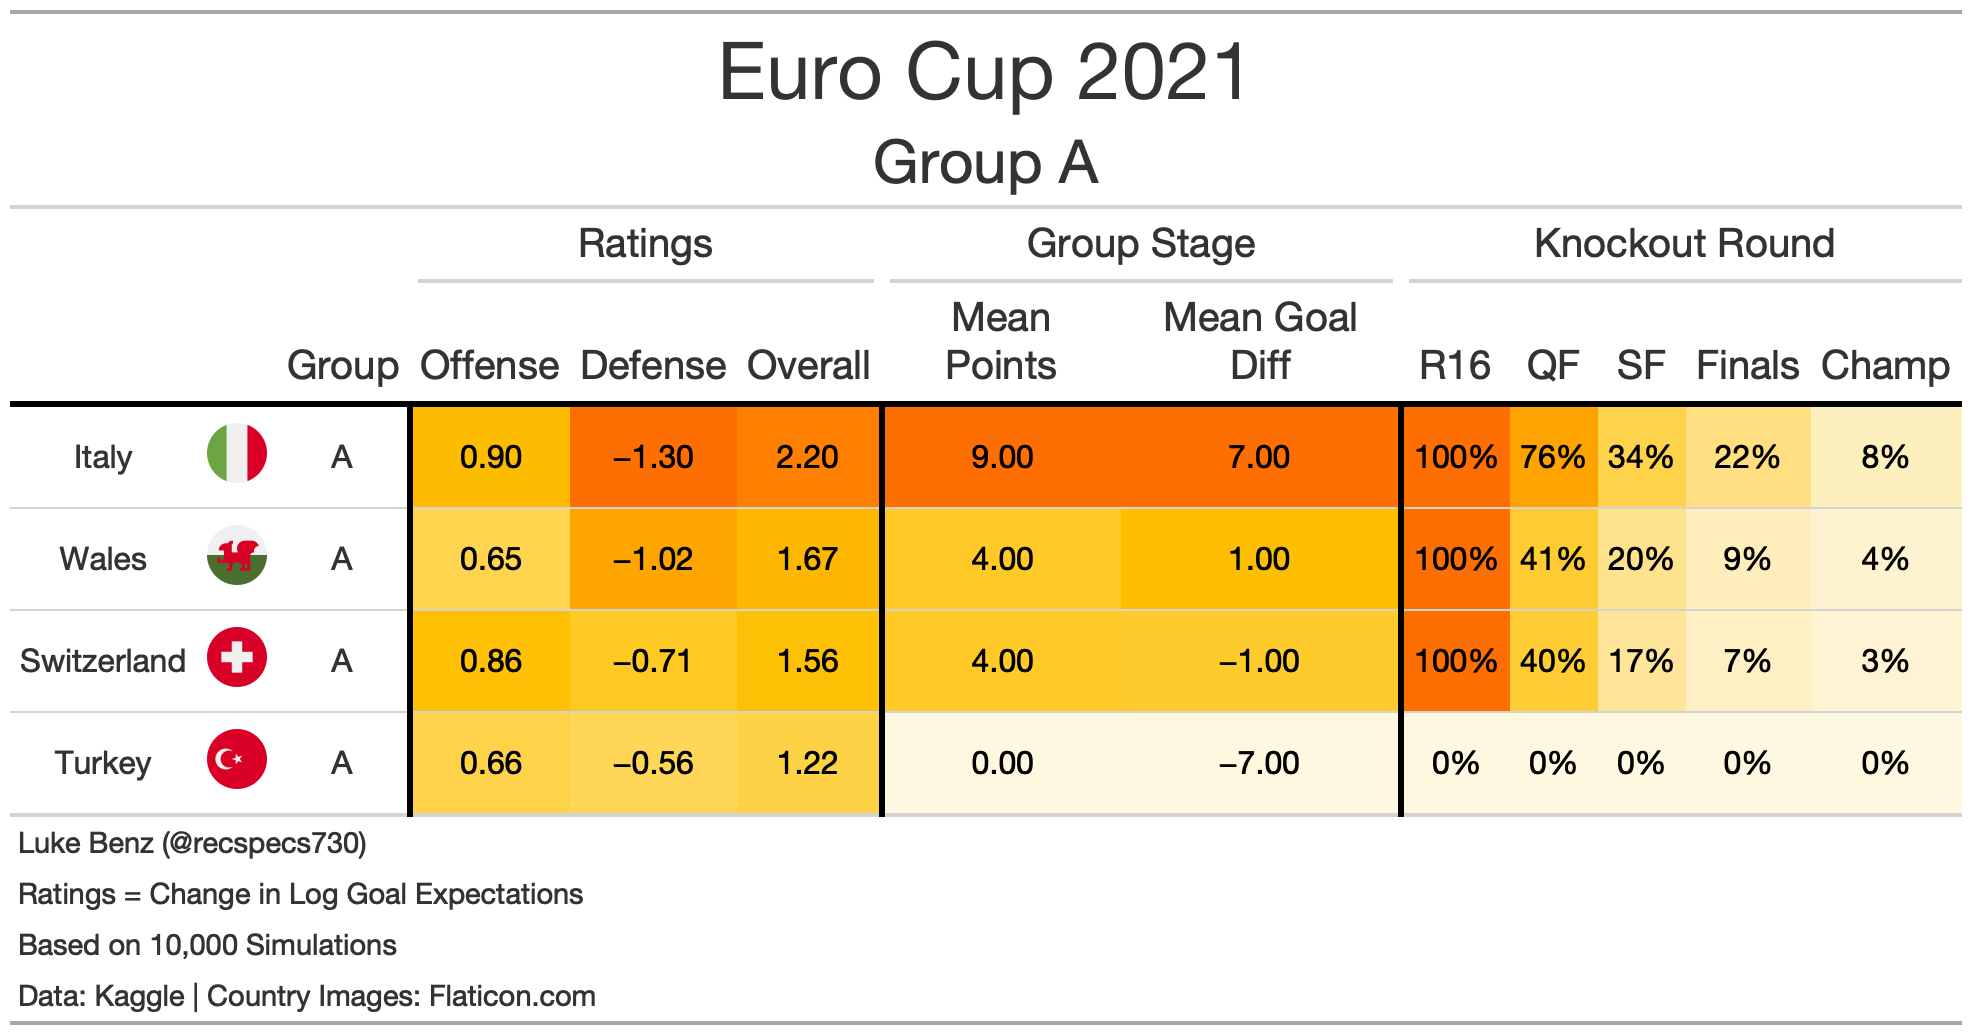 Euro Cup 2021
Group A
Ratings Group Stage Knockout Round
Mean Mean Goal
Group Offense Defense Overall Points Diff R16 QF SF Finals Champ
Italy A 0.90 −1.30 2.20 9.00 7.00 100% 76% 34% 22% 8%
Wales A 0.65 −1.02 1.67 4.00 1.00 100% 41% 20% 9% 4%
Switzerland A 0.86 −0.71 1.56 4.00 −1.00 100% 40% 17% 7% 3%
Turkey A 0.66 −0.56 1.22 0.00 −7.00 0% 0% 0% 0% 0%
Luke Benz (@recspecs730)
Ratings = Change in Log Goal Expectations
Based on 10,000 Simulations
Data: Kaggle | Country Images: Flaticon.com